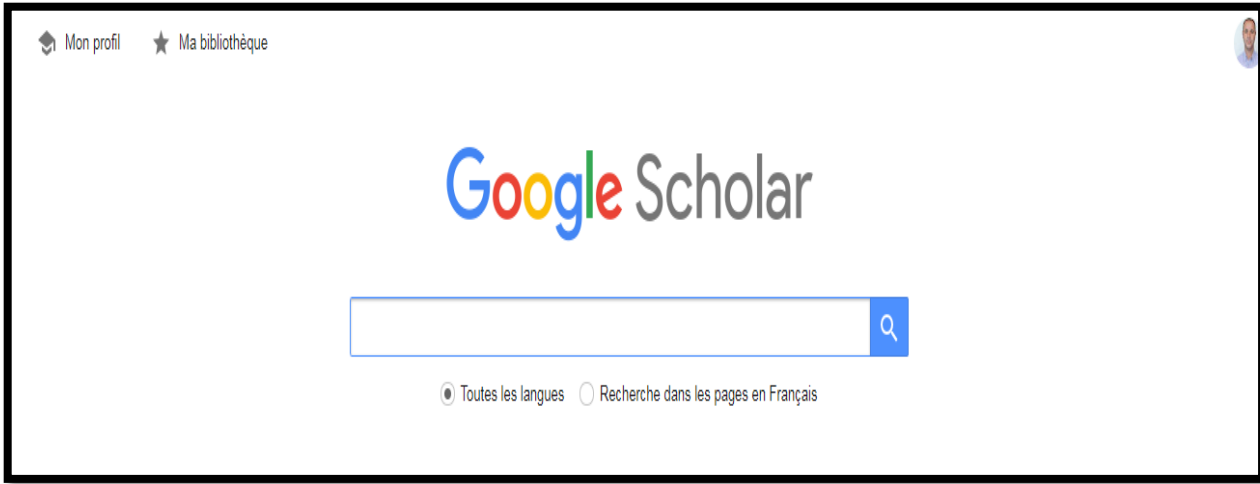 Mon profil
Ma bibliothèque
Google Scholar
Toutes les langues
Recherche dans les pages en Français